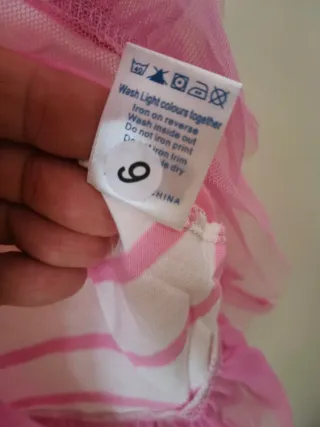 Wash Light colours together
Iron on reverse
Wash inside out
Do not iron print
Do not iron trim
dry
9
CHINA